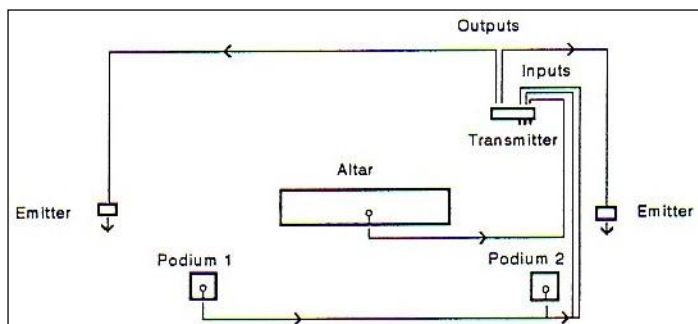 Outputs
Inputs
Transmitter
Altar
Emitter
Emitter
Podium 1
Podium 2